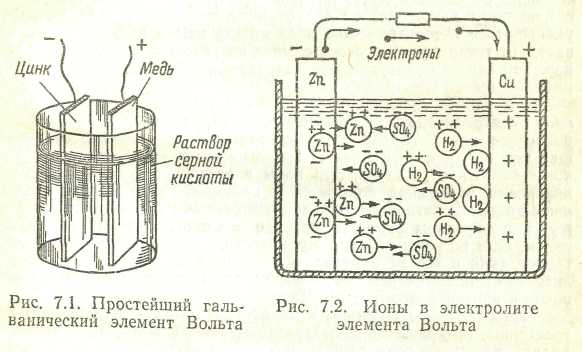 − +
Цинк Медь
Раствор
серной
кислоты
Рис. 7.1. Простейший галь-
ванический элемент Вольта
− Электроны +
Zn Cu
++ Zn ++ Zn −− SO₄ ++ H₂ +
−− SO₄ ++ H₂ H₂ +
++ Zn ++ Zn −− SO₄ −− SO₄ H₂ +
− ++ Zn −− SO₄ ++ H₂ +
Рис. 7.2. Ионы в электролите
элемента Вольта